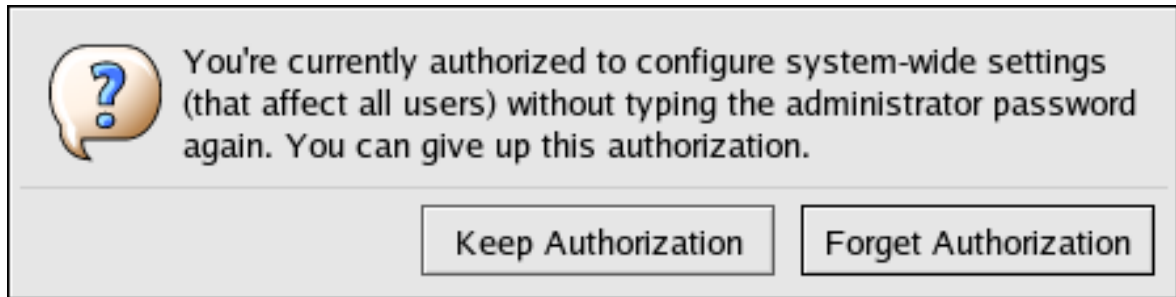 You're currently authorized to configure system-wide settings
(that affect all users) without typing the administrator password
again. You can give up this authorization.
Keep Authorization
Forget Authorization